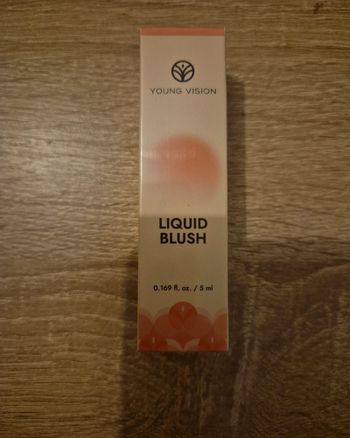 YOUNG VISION
LIQUID
BLUSH
0.169 fl. oz. / 5 ml